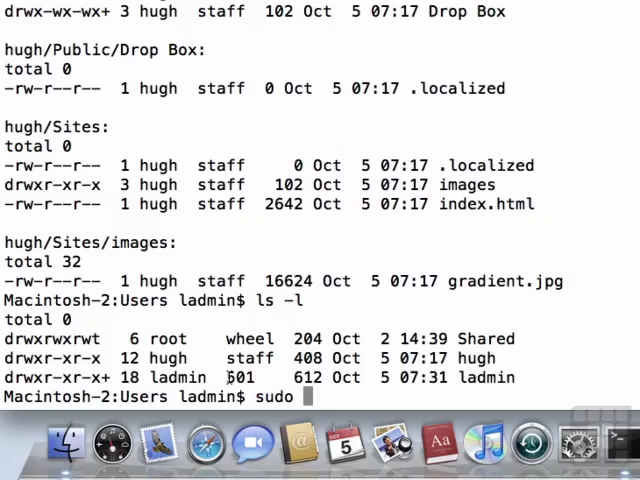 drwx-wx-wx+ 3 hugh  staff  102 Oct  5 07:17 Drop Box
hugh/Public/Drop Box:
total 0
-rw-r--r--  1 hugh  staff  0 Oct  5 07:17 .localized
hugh/Sites:
total 0
-rw-r--r--  1 hugh  staff     0 Oct  5 07:17 .localized
drwxr-xr-x  3 hugh  staff   102 Oct  5 07:17 images
-rw-r--r--  1 hugh  staff  2642 Oct  5 07:17 index.html
hugh/Sites/images:
total 32
-rw-r--r--  1 hugh  staff  16624 Oct  5 07:17 gradient.jpg
Macintosh-2:Users ladmin$ ls -l
total 0
drwxrwxrwt   6 root    wheel  204 Oct  2 14:39 Shared
drwxr-xr-x  12 hugh    staff  408 Oct  5 07:17 hugh
drwxr-xr-x+ 18 ladmin  501    612 Oct  5 07:31 ladmin
Macintosh-2:Users ladmin$ sudo
OCT
5
Aa
>_